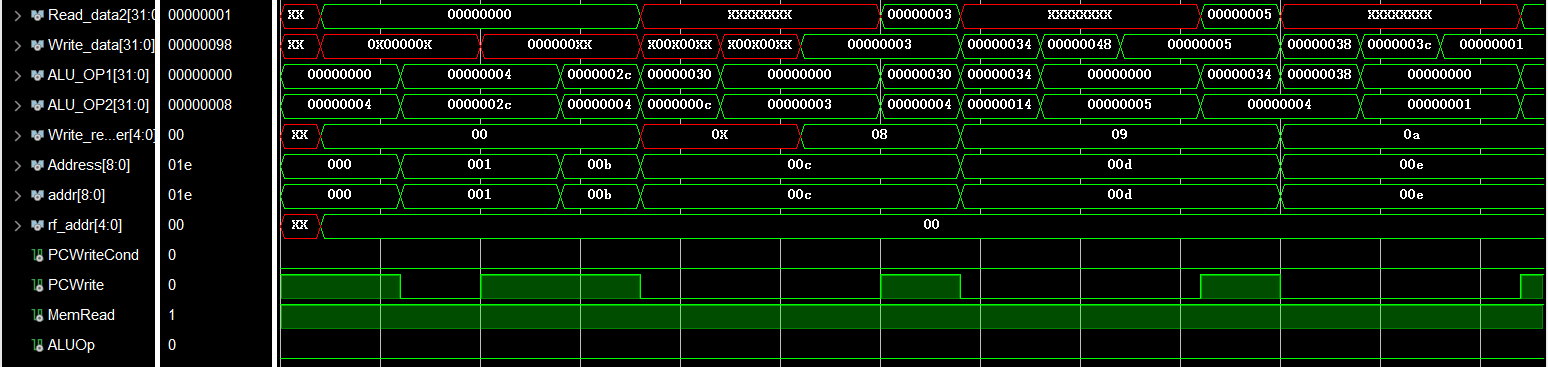 Read_data2[31:0] 00000001 XX 00000000 XXXXXXXX 00000003 XXXXXXXX 00000005 XXXXXXXX
Write_data[31:0] 00000098 XX 0X00000X 000000XX X00X00XX X00X00XX 00000003 00000034 00000048 00000005 00000038 0000003c 00000001
ALU_OP1[31:0] 00000000 00000000 00000004 0000002c 00000030 00000000 00000030 00000034 00000000 00000034 00000038 00000000
ALU_OP2[31:0] 00000008 00000004 0000002c 00000004 0000000c 00000003 00000004 00000014 00000005 00000004 00000001
Write_re...er[4:0] 00 XX 00 0X 08 09 0a
Address[8:0] 01e 000 001 00b 00c 00d 00e
addr[8:0] 01e 000 001 00b 00c 00d 00e
rf_addr[4:0] 00 XX 00
PCWriteCond 0
PCWrite 0
MemRead 1
ALUOp 0